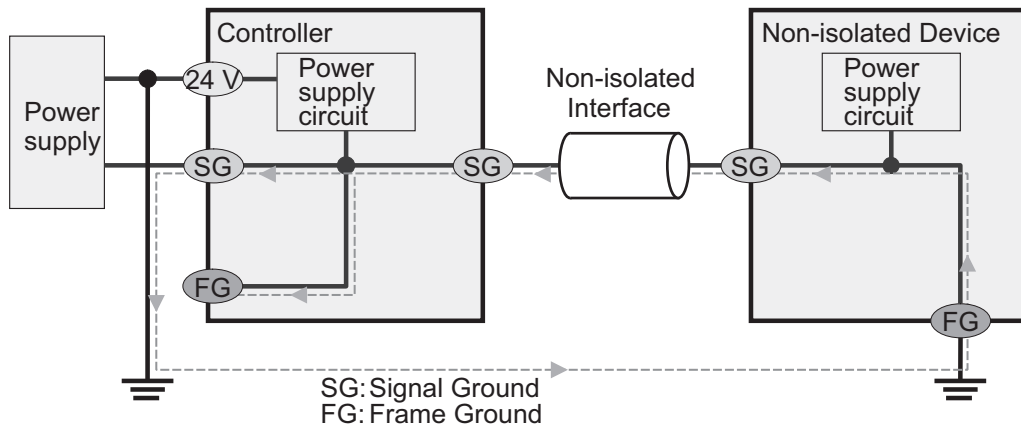 Controller
Non-isolated Device
24 V
Power
supply
circuit
Power
supply
circuit
Non-isolated
Interface
Power
supply
SG
SG
SG
FG
FG
SG: Signal Ground
FG: Frame Ground